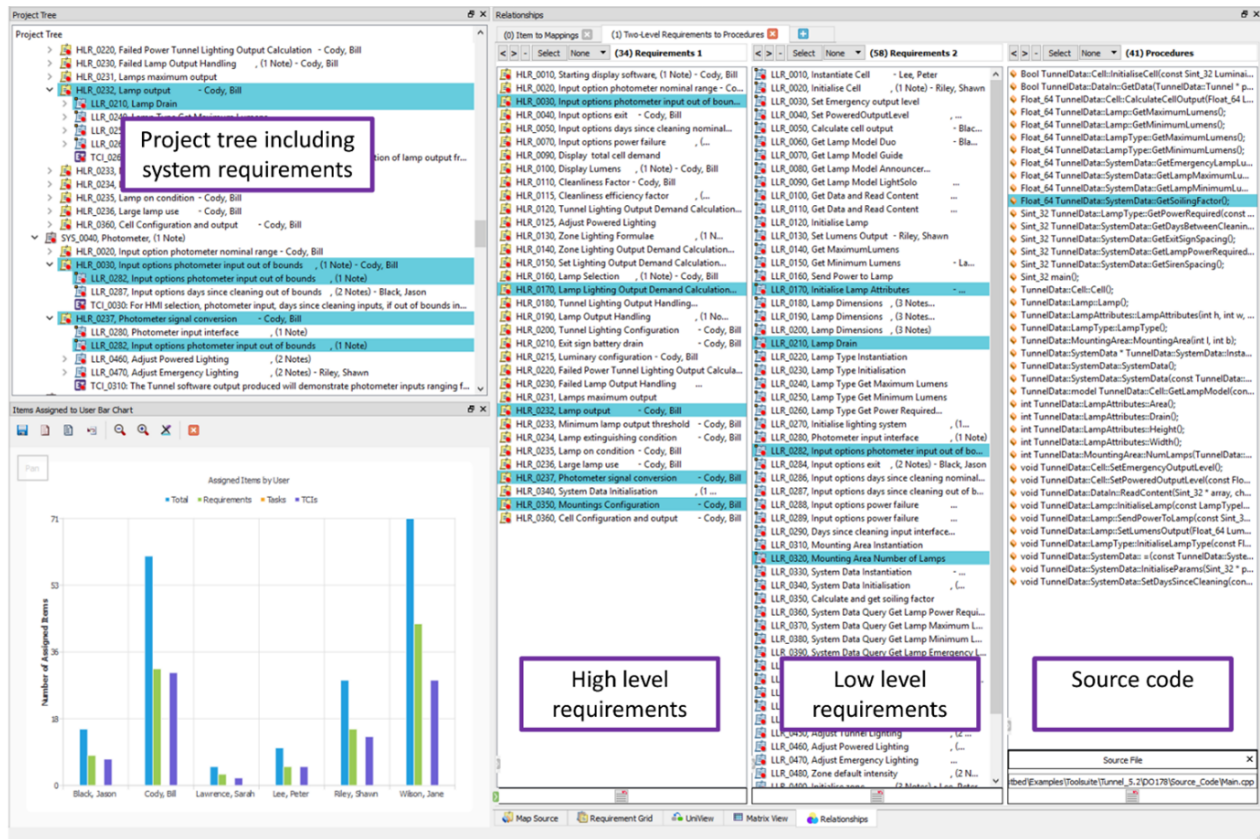 Project Tree
Project Tree
HLR_0220, Failed Power Tunnel Lighting Output Calculation - Cody, Bill
HLR_0230, Failed Lamp Output Handling , (1 Note) - Cody, Bill
HLR_0231, Lamps maximum output
HLR_0232, Lamp output - Cody, Bill
LLR_0210, Lamp Drain
Project tree including
system requirements
tion of lamp output fr...
HLR_0235, Lamp on condition - Cody, Bill
HLR_0236, Large lamp use - Cody, Bill
HLR_0360, Cell Configuration and output - Cody, Bill
SYS_0040, Photometer, (1 Note)
HLR_0020, Input option photometer nominal range - Cody, Bill
HLR_0030, Input options photometer input out of bounds , (1 Note) - Cody, Bill
LLR_0282, Input options photometer input out of bounds , (1 Note)
LLR_0287, Input options days since cleaning out of bounds , (2 Notes) - Black, Jason
TCI_0030: For HMI selection, photometer input, days since cleaning inputs, if out of bounds in...
HLR_0237, Photometer signal conversion - Cody, Bill
LLR_0280, Photometer input interface , (1 Note)
LLR_0282, Input options photometer input out of bounds , (1 Note)
LLR_0460, Adjust Powered Lighting , (2 Notes)
LLR_0470, Adjust Emergency Lighting , (2 Notes) - Riley, Shawn
TCI_0310: The Tunnel software output produced will demonstrate photometer inputs ranging f...
Items Assigned to User Bar Chart
Pan
Assigned Items by User
Total Requirements Tasks TCIs
Number of Assigned Items
71
53
36
18
0
Black, Jason Cody, Bill Lawrence, Sarah Lee, Peter Riley, Shawn Wilson, Jane
Relationships
(0) Item to Mappings (1) Two-Level Requirements to Procedures
< > - Select None (34) Requirements 1
HLR_0010, Starting display software, (1 Note) - Cody, Bill
HLR_0020, Input option photometer nominal range - Co...
HLR_0030, Input options photometer input out of boun...
HLR_0040, Input options exit - Cody, Bill
HLR_0050, Input options days since cleaning nominal...
HLR_0070, Input options power failure , (...
HLR_0090, Display total cell demand
HLR_0100, Display Lumens , (1 Note) - Cody, Bill
HLR_0110, Cleanliness Factor - Cody, Bill
HLR_0115, Cleanliness efficiency factor , (...
HLR_0120, Tunnel Lighting Output Demand Calculation...
HLR_0125, Adjust Powered Lighting
HLR_0130, Zone Lighting Formulae , (1 N...
HLR_0140, Zone Lighting Output Demand Calculation...
HLR_0150, Set Lighting Output Demand Calculation...
HLR_0160, Lamp Selection , (1 Note) - Cody, Bill
HLR_0170, Lamp Lighting Output Demand Calculation...
HLR_0180, Tunnel Lighting Output Handling...
HLR_0190, Lamp Output Handling , (1 No...
HLR_0200, Tunnel Lighting Configuration - Cody, Bill
HLR_0210, Exit sign battery drain - Cody, Bill
HLR_0215, Luminary configuration - Cody, Bill
HLR_0220, Failed Power Tunnel Lighting Output Calcula...
HLR_0230, Failed Lamp Output Handling ...
HLR_0231, Lamps maximum output
HLR_0232, Lamp output - Cody, Bill
HLR_0233, Minimum lamp output threshold - Cody, Bill
HLR_0234, Lamp extinguishing condition - Cody, Bill
HLR_0235, Lamp on condition - Cody, Bill
HLR_0236, Large lamp use - Cody, Bill
HLR_0237, Photometer signal conversion - Cody, Bill
HLR_0340, System Data Initialisation , (1 ...
HLR_0350, Mountings Configuration - Cody, Bill
HLR_0360, Cell Configuration and output - Cody, Bill
High level
requirements
< > - Select None (58) Requirements 2
LLR_0010, Instantiate Cell - Lee, Peter
LLR_0020, Initialise Cell , (1 Note) - Riley, Shawn
LLR_0030, Set Emergency output level
LLR_0040, Set PoweredOutputLevel , ...
LLR_0050, Calculate cell output - Blac...
LLR_0060, Get Lamp Model Duo - Bla...
LLR_0070, Get Lamp Model Guide
LLR_0080, Get Lamp Model Announcer...
LLR_0090, Get Lamp Model LightSolo ...
LLR_0100, Get Data and Read Content ...
LLR_0110, Get Data and Read Content ...
LLR_0120, Initialise Lamp
LLR_0130, Set Lumens Output - Riley, Shawn
LLR_0140, Get MaximumLumens
LLR_0150, Get Minimum Lumens - La...
LLR_0160, Send Power to Lamp
LLR_0170, Initialise Lamp Attributes - ...
LLR_0180, Lamp Dimensions , (3 Notes...
LLR_0190, Lamp Dimensions , (3 Notes...
LLR_0200, Lamp Dimensions , (3 Notes)
LLR_0210, Lamp Drain
LLR_0220, Lamp Type Instantiation
LLR_0230, Lamp Type Initialisation
LLR_0240, Lamp Type Get Maximum Lumens
LLR_0250, Lamp Type Get Minimum Lumens
LLR_0260, Lamp Type Get Power Required...
LLR_0270, Initialise lighting system , (1...
LLR_0280, Photometer input interface , (1 Note)
LLR_0282, Input options photometer input out of bo...
LLR_0284, Input options exit , (2 Notes) - Black, Jason
LLR_0286, Input options days since cleaning nominal...
LLR_0287, Input options days since cleaning out of b...
LLR_0288, Input options power failure ...
LLR_0289, Input options power failure ...
LLR_0290, Days since cleaning input interface...
LLR_0310, Mounting Area Instantiation
LLR_0320, Mounting Area Number of Lamps
LLR_0330, System Data Instantiation - ...
LLR_0340, System Data Initialisation , (...
LLR_0350, Calculate and get soiling factor
LLR_0360, System Data Query Get Lamp Power Requi...
LLR_0370, System Data Query Get Lamp Maximum L...
LLR_0380, System Data Query Get Lamp Minimum L...
LLR_0390, System Data Query Get Lamp Emergency L...
Low level
requirements
LLR_0450, Adjust Tunnel Lighting , (2 ...
LLR_0460, Adjust Powered Lighting , (...
LLR_0470, Adjust Emergency Lighting ...
LLR_0480, Zone default intensity , (2 N...
LLR_0490, Initialise zone , (2 Notes) - Lee, Peter
< > - Select None (41) Procedures
Bool TunnelData::Cell::InitialiseCell(const Sint_32 Luminai...
Bool TunnelData::DataIn::GetData(TunnelData::Tunnel * p...
Float_64 TunnelData::Cell::CalculateCellOutput(Float_64 L...
Float_64 TunnelData::Lamp::GetMaximumLumens();
Float_64 TunnelData::Lamp::GetMinimumLumens();
Float_64 TunnelData::LampType::GetMaximumLumens();
Float_64 TunnelData::LampType::GetMinimumLumens();
Float_64 TunnelData::SystemData::GetEmergencyLampLu...
Float_64 TunnelData::SystemData::GetLampMaximumLu...
Float_64 TunnelData::SystemData::GetLampMinimumLu...
Float_64 TunnelData::SystemData::GetSoilingFactor();
Sint_32 TunnelData::LampType::GetPowerRequired(const ...
Sint_32 TunnelData::SystemData::GetDaysBetweenCleanin...
Sint_32 TunnelData::SystemData::GetExitSignSpacing();
Sint_32 TunnelData::SystemData::GetLampPowerRequired...
Sint_32 TunnelData::SystemData::GetSirenSpacing();
Sint_32 main();
TunnelData::Cell::Cell();
TunnelData::Lamp::Lamp();
TunnelData::LampAttributes::LampAttributes(int h, int w, ...
TunnelData::LampType::LampType();
TunnelData::MountingArea::MountingArea(int l, int b);
TunnelData::SystemData * TunnelData::SystemData::Insta...
TunnelData::SystemData::SystemData();
TunnelData::SystemData::SystemData(const TunnelData::...
TunnelData::model TunnelData::Cell::GetLampModel(con...
int TunnelData::LampAttributes::Area();
int TunnelData::LampAttributes::Drain();
int TunnelData::LampAttributes::Height();
int TunnelData::LampAttributes::Width();
int TunnelData::MountingArea::NumLamps(TunnelData::...
void TunnelData::Cell::SetEmergencyOutputLevel();
void TunnelData::Cell::SetPoweredOutputLevel(const Flo...
void TunnelData::DataIn::ReadContent(Sint_32 * array, ch...
void TunnelData::Lamp::InitialiseLamp(const LampTypeI...
void TunnelData::Lamp::SendPowerToLamp(const Sint_3...
void TunnelData::Lamp::SetLumensOutput(Float_64 Lum...
void TunnelData::LampType::InitialiseLampType(const Fl...
void TunnelData::SystemData:: =(const TunnelData::Syste...
void TunnelData::SystemData::InitialiseParams(Sint_32 * p...
void TunnelData::SystemData::SetDaysSinceCleaning(con...
Source code
Source File
stbed\Examples\Toolsuite\Tunnel_5.2\DO178\Source_Code\Main.cpp
Map Source Requirement Grid UniView Matrix View Relationships